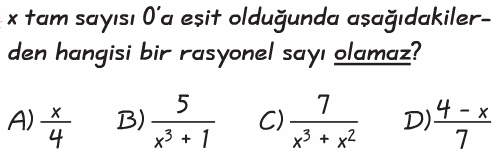 x tam sayısı 0'a eşit olduğunda aşağıdakiler-
den hangisi bir rasyonel sayı olamaz?
A) x/4 B) 5/(x³ + 1) C) 7/(x³ + x²) D) (4 - x)/7